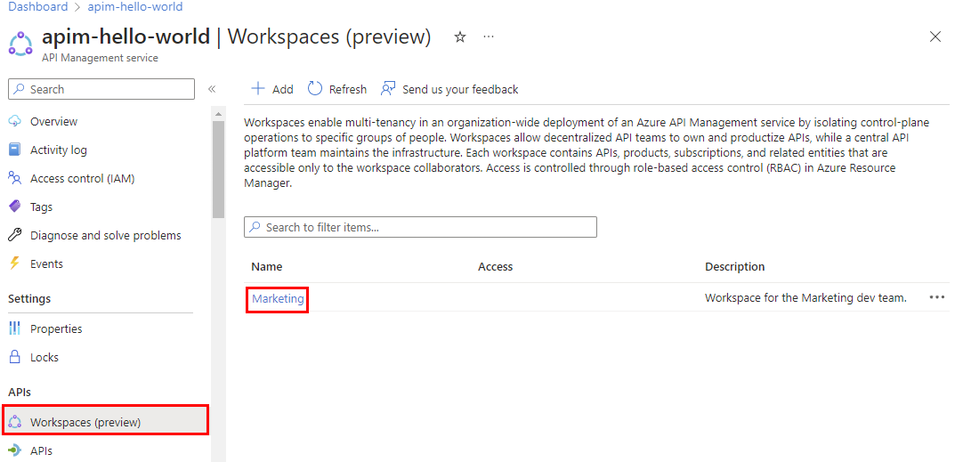 Dashboard > apim-hello-world
apim-hello-world | Workspaces (preview)
API Management service
Search
Overview
Activity log
Access control (IAM)
Tags
Diagnose and solve problems
Events
Settings
Properties
Locks
APIs
Workspaces (preview)
APIs
Add Refresh Send us your feedback
Workspaces enable multi-tenancy in an organization-wide deployment of an Azure API Management service by isolating control-plane
operations to specific groups of people. Workspaces allow decentralized API teams to own and productize APIs, while a central API
platform team maintains the infrastructure. Each workspace contains APIs, products, subscriptions, and related entities that are
accessible only to the workspace collaborators. Access is controlled through role-based access control (RBAC) in Azure Resource
Manager.
Search to filter items...
Name Access Description
Marketing Workspace for the Marketing dev team.